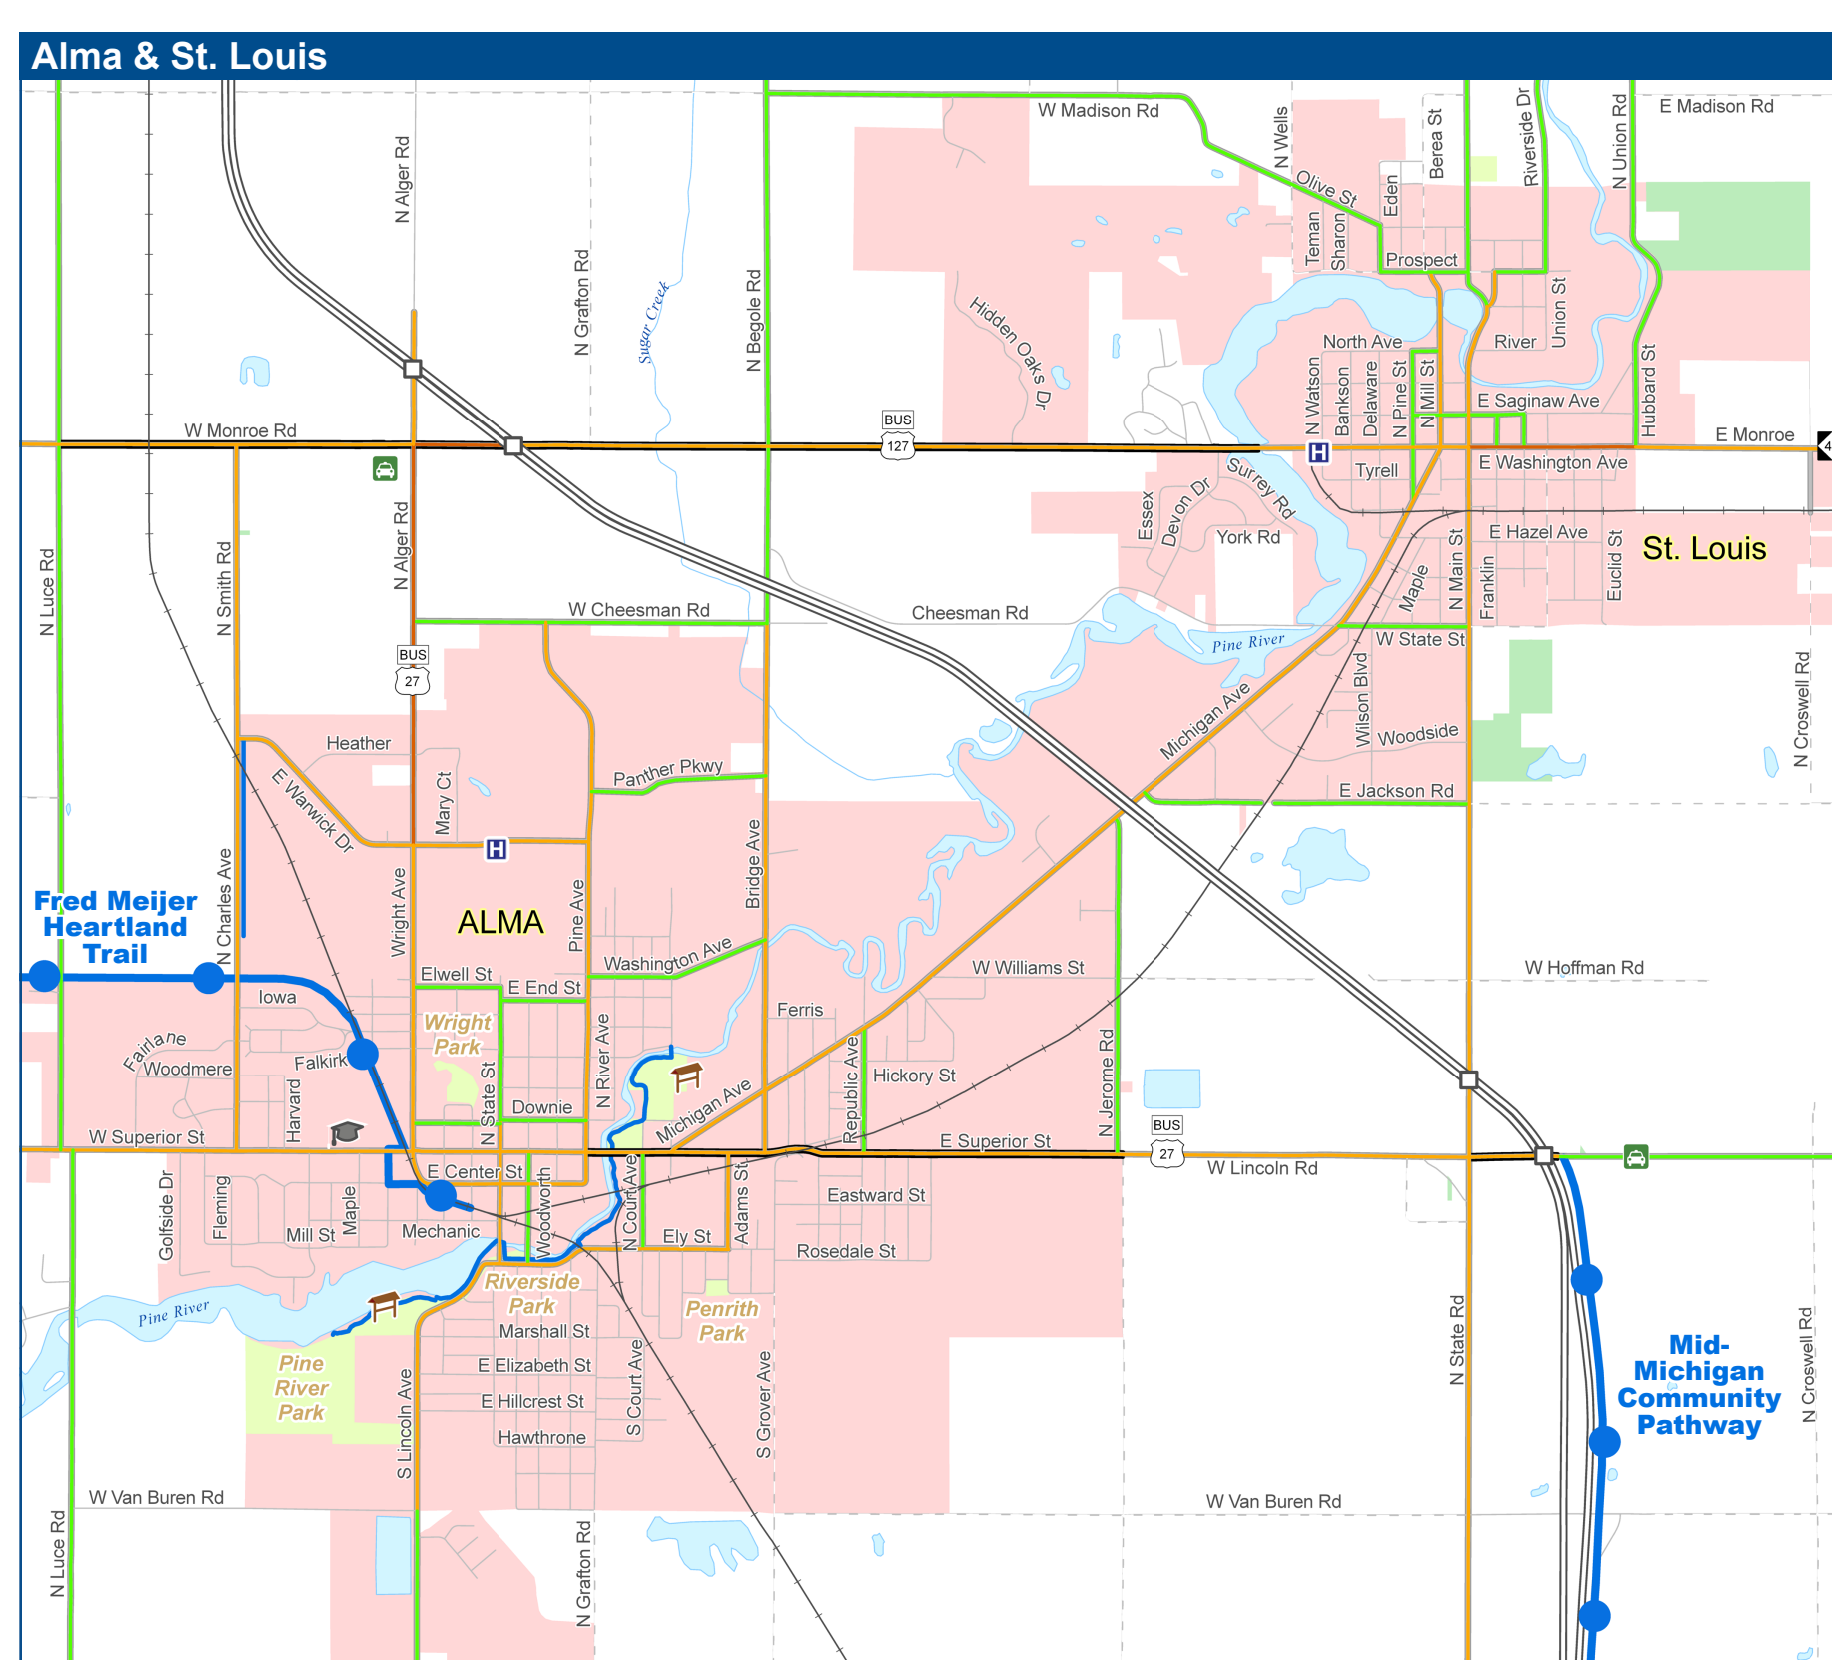 Alma & St. Louis
W Madison Rd
E Madison Rd
N Alger Rd
N Grafton Rd
Sugar Creek
N Begole Rd
N Wells
Olive St
Eden
Berea St
Riverside Dr
N Union Rd
Teman
Sharon
Prospect
Union St
Hidden Oaks Dr
North Ave
River
N Watson
Bankson
Delaware
N Pine St
N Mill St
E Saginaw Ave
Hubbard St
W Monroe Rd
BUS
127
H
E Monroe
4
Tyrell
E Washington Ave
Surrey Rd
Essex
Devon Dr
York Rd
E Hazel Ave
St. Louis
Euclid St
N Luce Rd
N Smith Rd
N Alger Rd
W Cheesman Rd
Cheesman Rd
Maple
N Main St
Franklin
Pine River
W State St
BUS
27
Michigan Ave
Wilson Blvd
Woodside
N Croswell Rd
Heather
E Warwick Dr
Mary Ct
Panther Pkwy
E Jackson Rd
H
Bridge Ave
Fred Meijer
Heartland
Trail
N Charles Ave
Wright Ave
ALMA
Pine Ave
Washington Ave
W Williams St
W Hoffman Rd
Elwell St
E End St
Iowa
Wright
Park
Ferris
Fairlane
Woodmere
Falkirk
Harvard
N State St
Downie
N River Ave
Michigan Ave
Republic Ave
Hickory St
N Jerome Rd
W Superior St
E Superior St
BUS
27
W Lincoln Rd
E Center St
Golfside Dr
Fleming
Mill St
Maple
Mechanic
Woodworth
N Court Ave
Ely St
Adams St
Eastward St
Rosedale St
Pine River
Riverside
Park
Penrith
Park
Marshall St
E Elizabeth St
E Hillcrest St
Hawthrone
Pine
River
Park
S Lincoln Ave
S Court Ave
S Grover Ave
N State Rd
Mid-
Michigan
Community
Pathway
N Croswell Rd
W Van Buren Rd
W Van Buren Rd
N Luce Rd
N Grafton Rd